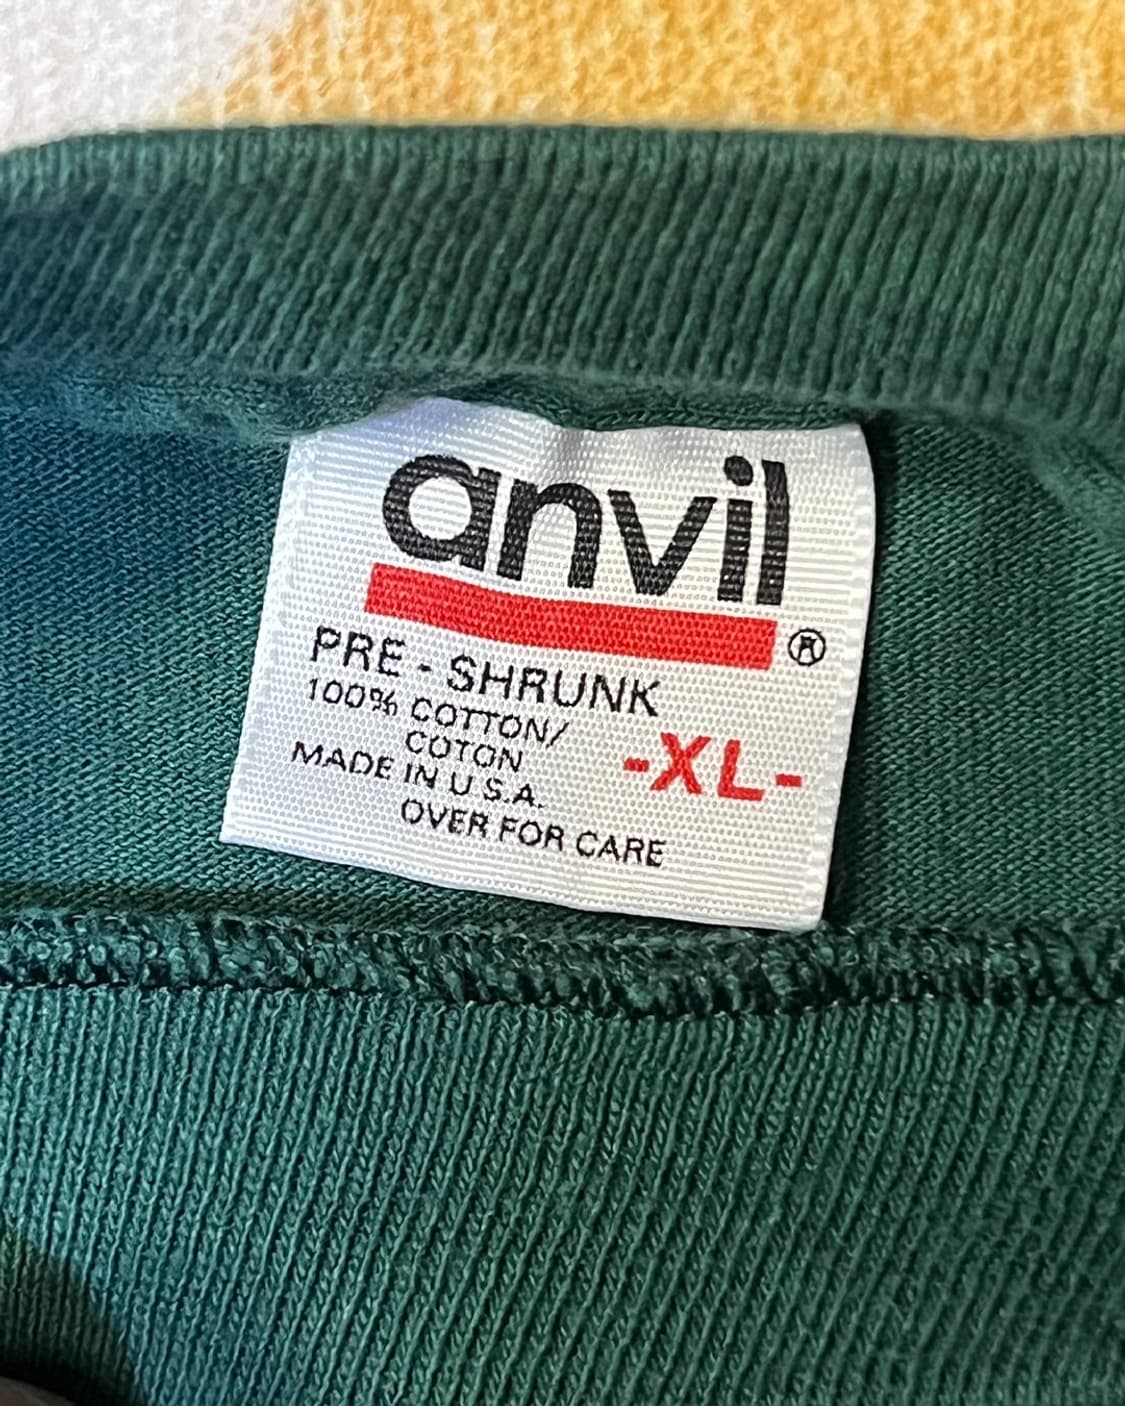 anvil®
PRE - SHRUNK
100% COTTON/
COTON
-XL-
MADE IN U S.A.
OVER FOR CARE